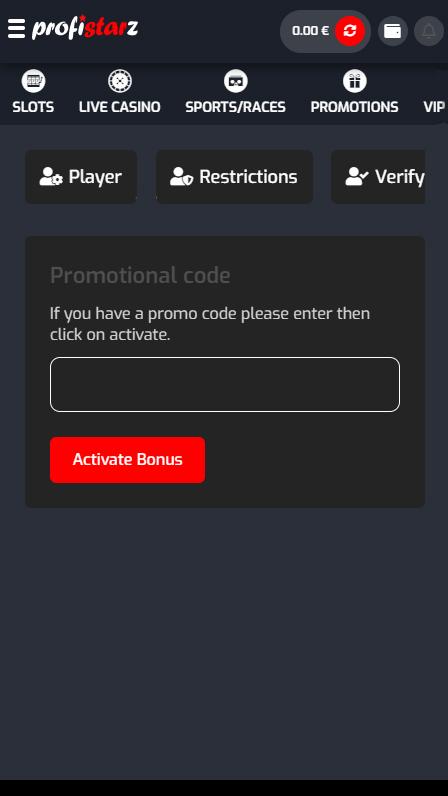 profistarz
0.00 €
SLOTS
LIVE CASINO
SPORTS/RACES
PROMOTIONS
VIP
Player
Restrictions
Verify
Promotional code
If you have a promo code please enter then
click on activate.
Activate Bonus